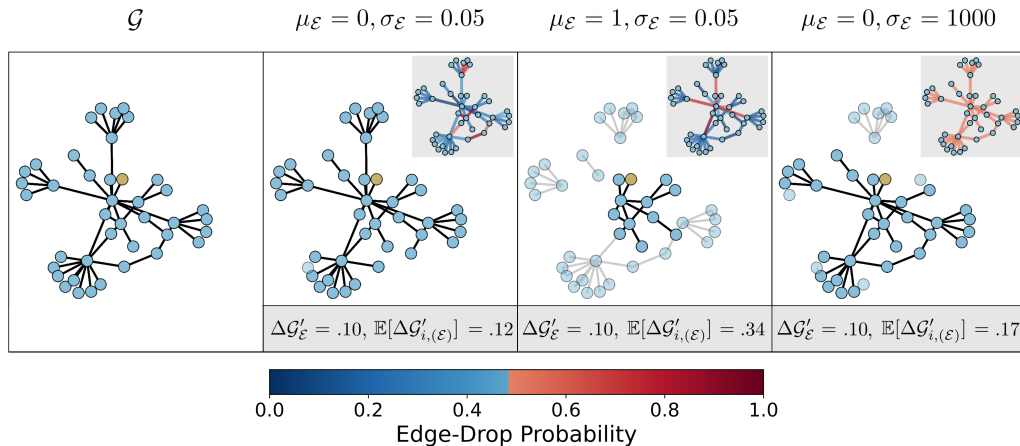 𝒢
μ_ℰ = 0, σ_ℰ = 0.05
μ_ℰ = 1, σ_ℰ = 0.05
μ_ℰ = 0, σ_ℰ = 1000
Δ𝒢′_ℰ = .10, 𝔼[Δ𝒢′_{i,(ℰ)}] = .12
Δ𝒢′_ℰ = .10, 𝔼[Δ𝒢′_{i,(ℰ)}] = .34
Δ𝒢′_ℰ = .10, 𝔼[Δ𝒢′_{i,(ℰ)}] = .17
0.0 0.2 0.4 0.6 0.8 1.0
Edge-Drop Probability